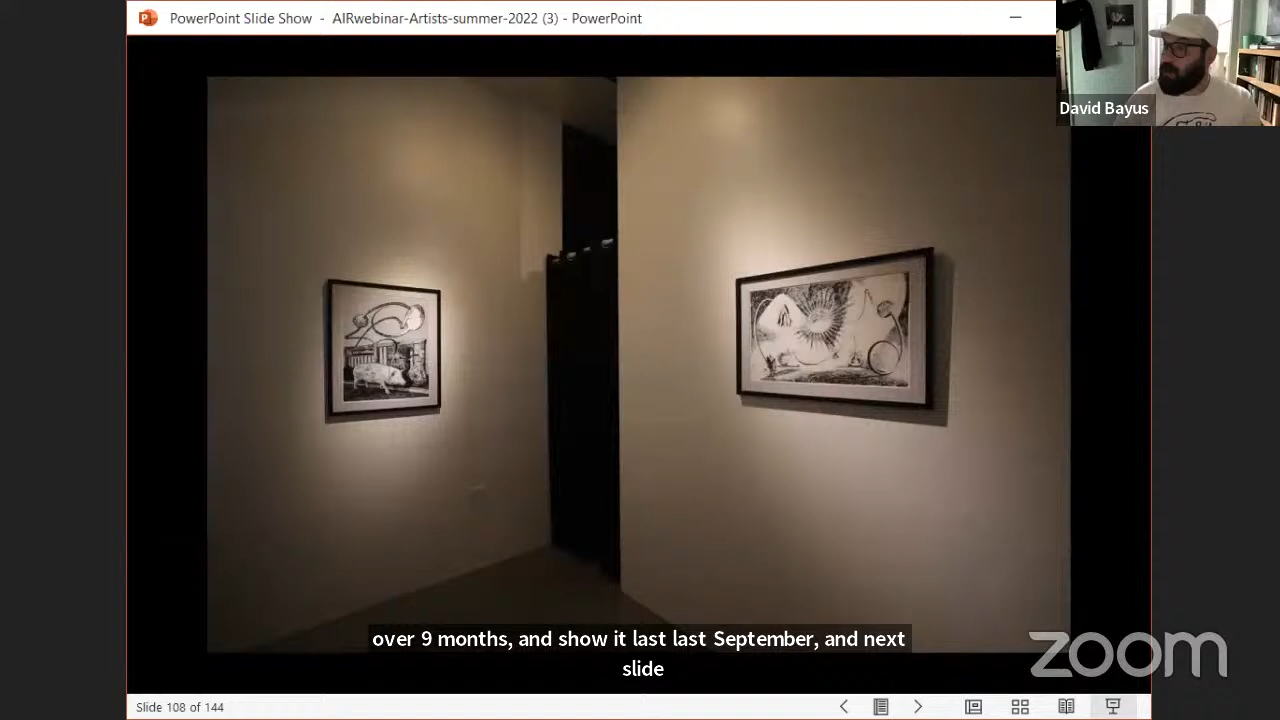 PowerPoint Slide Show - AIRwebinar-Artists-summer-2022 (3) - PowerPoint
David Bayus
over 9 months, and show it last last September, and next
slide
zoom
Slide 108 of 144